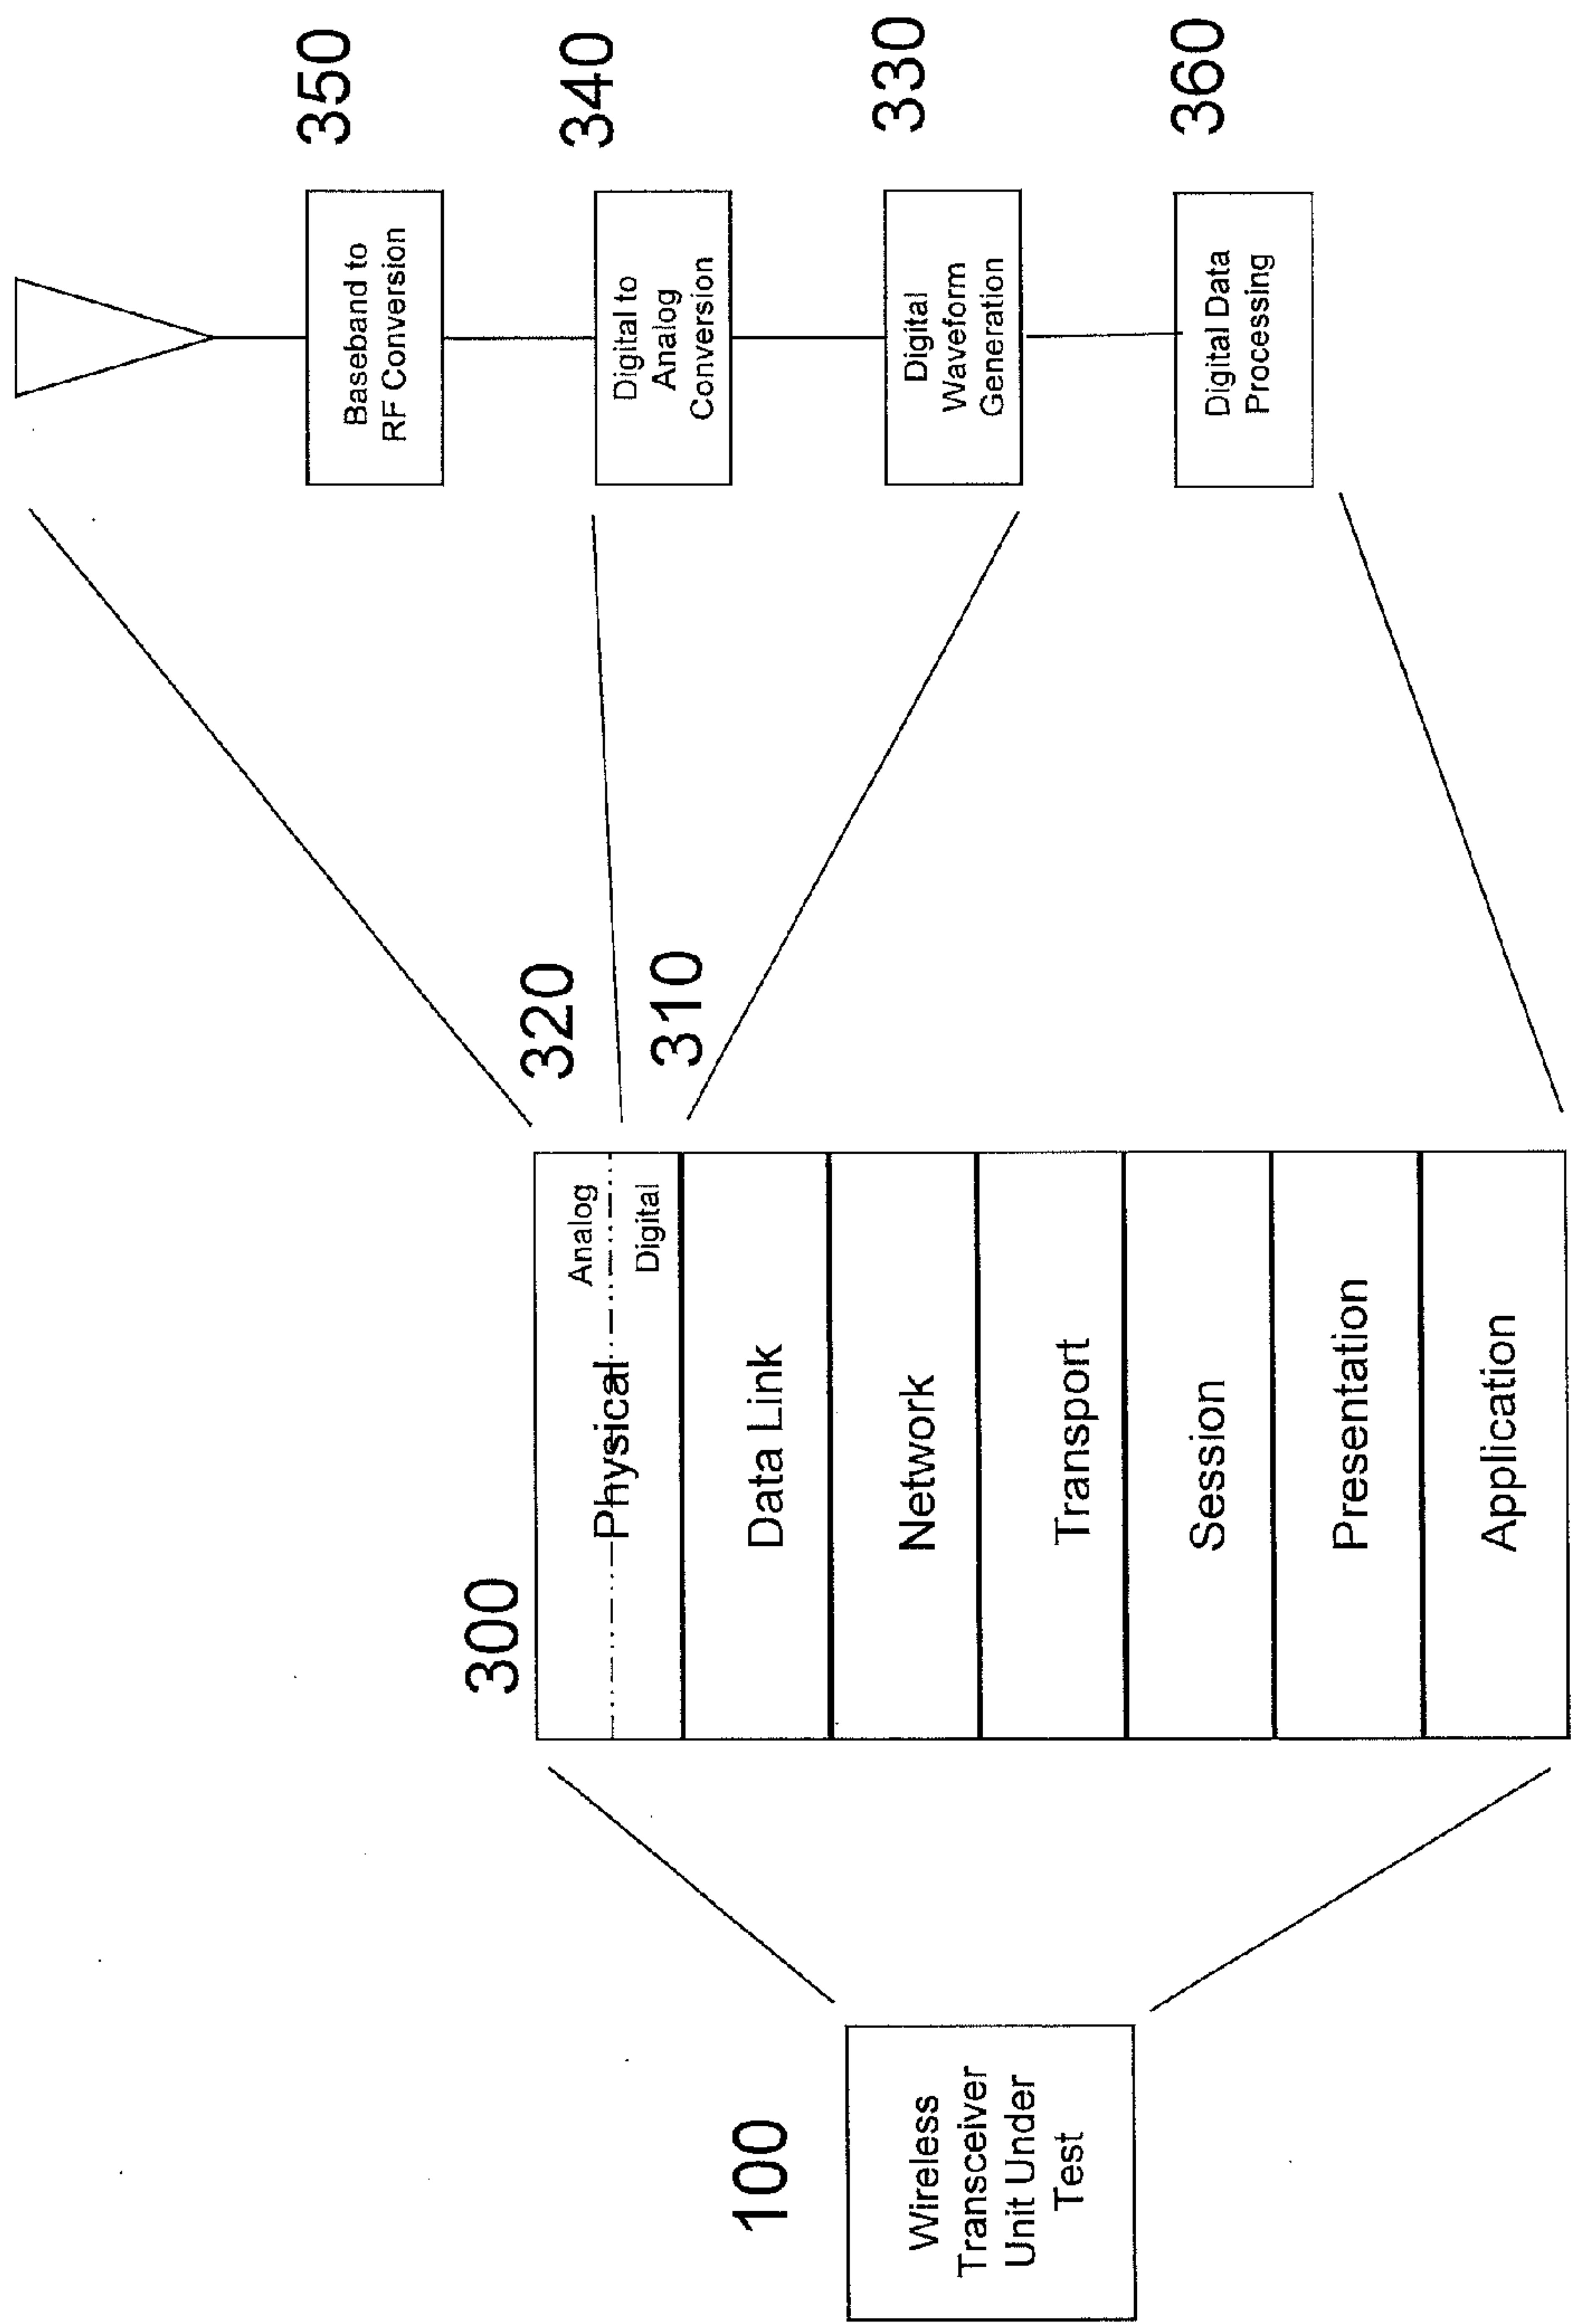 100
Wireless
Transceiver
Unit Under
Test
300
Physical
Analog
Digital
Data Link
Network
Transport
Session
Presentation
Application
320
310
350
Baseband to
RF Conversion
340
Digital to
Analog
Conversion
330
Digital
Waveform
Generation
360
Digital Data
Processing